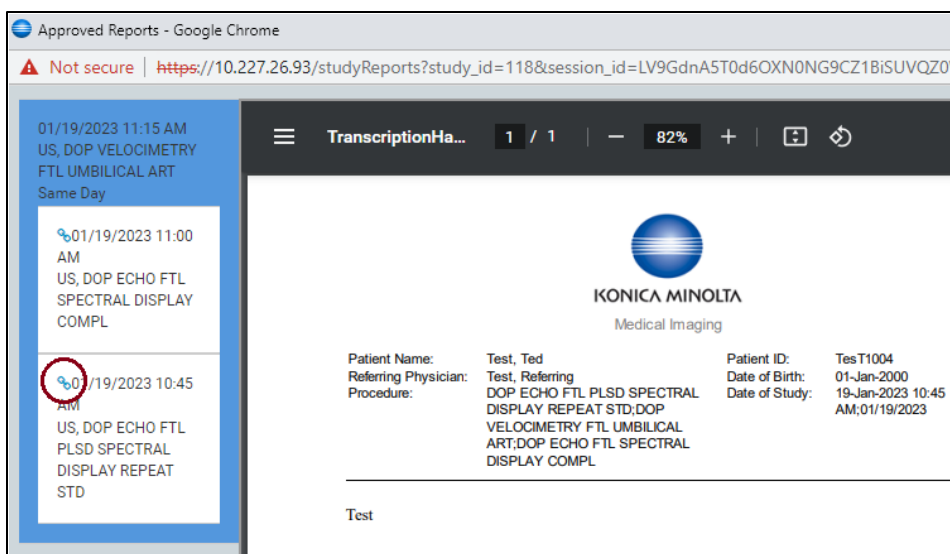 Approved Reports - Google Chrome
Not secure | https://10.227.26.93/studyReports?study_id=118&session_id=LV9GdnA5T0d6OXN0NG9CZ1BiSUVQZ0
01/19/2023 11:15 AM
US, DOP VELOCIMETRY
FTL UMBILICAL ART
Same Day
01/19/2023 11:00
AM
US, DOP ECHO FTL
SPECTRAL DISPLAY
COMPL
01/19/2023 10:45
AM
US, DOP ECHO FTL
PLSD SPECTRAL
DISPLAY REPEAT
STD
TranscriptionHa... 1 / 1 82%
KONICA MINOLTA
Medical Imaging
Patient Name: Test, Ted Patient ID: TesT1004
Referring Physician: Test, Referring Date of Birth: 01-Jan-2000
Procedure: DOP ECHO FTL PLSD SPECTRAL Date of Study: 19-Jan-2023 10:45
DISPLAY REPEAT STD;DOP AM;01/19/2023
VELOCIMETRY FTL UMBILICAL
ART;DOP ECHO FTL SPECTRAL
DISPLAY COMPL
Test